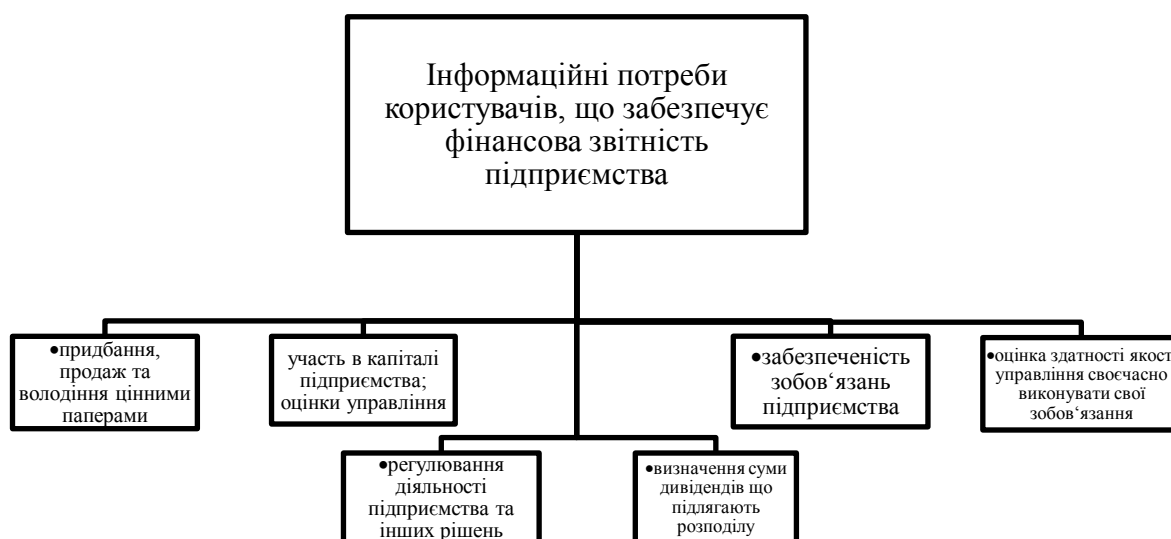 Інформаційні потреби
користувачів, що забезпечує
фінансова звітність
підприємства
•придбання,
продаж та
володіння цінними
паперами
участь в капіталі
підприємства;
оцінки управління
•забезпеченість
зобов‘язань
підприємства
•оцінка здатності якост
управління своєчасно
виконувати свої
зобов‘язання
•регулювання
діяльності
підприємства та
інших рішень
•визначення суми
дивідендів що
підлягають
розподілу